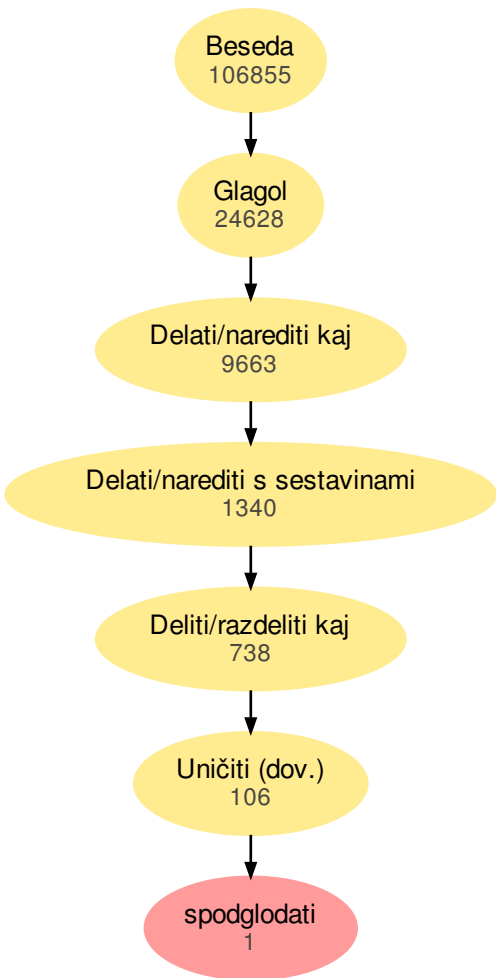 Beseda
106855
Glagol
24628
Delati/narediti kaj
9663
Delati/narediti s sestavinami
1340
Deliti/razdeliti kaj
738
Uničiti (dov.)
106
spodglodati
1